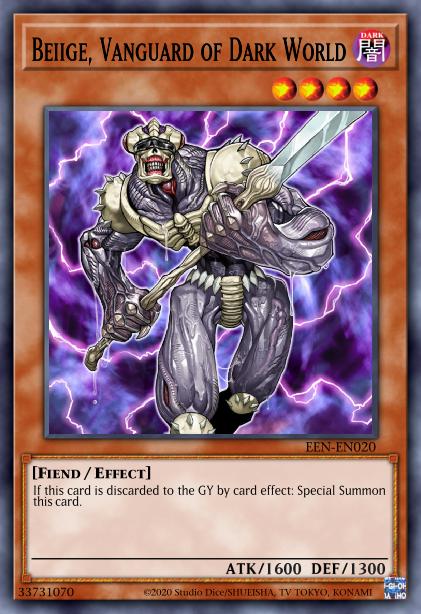 Beiige, Vanguard of Dark World
DARK
闇
EEN-EN020
[Fiend / Effect]
If this card is discarded to the GY by card effect: Special Summon
this card.
ATK/1600 DEF/1300
33731070
©2020 Studio Dice/SHUEISHA, TV TOKYO, KONAMI